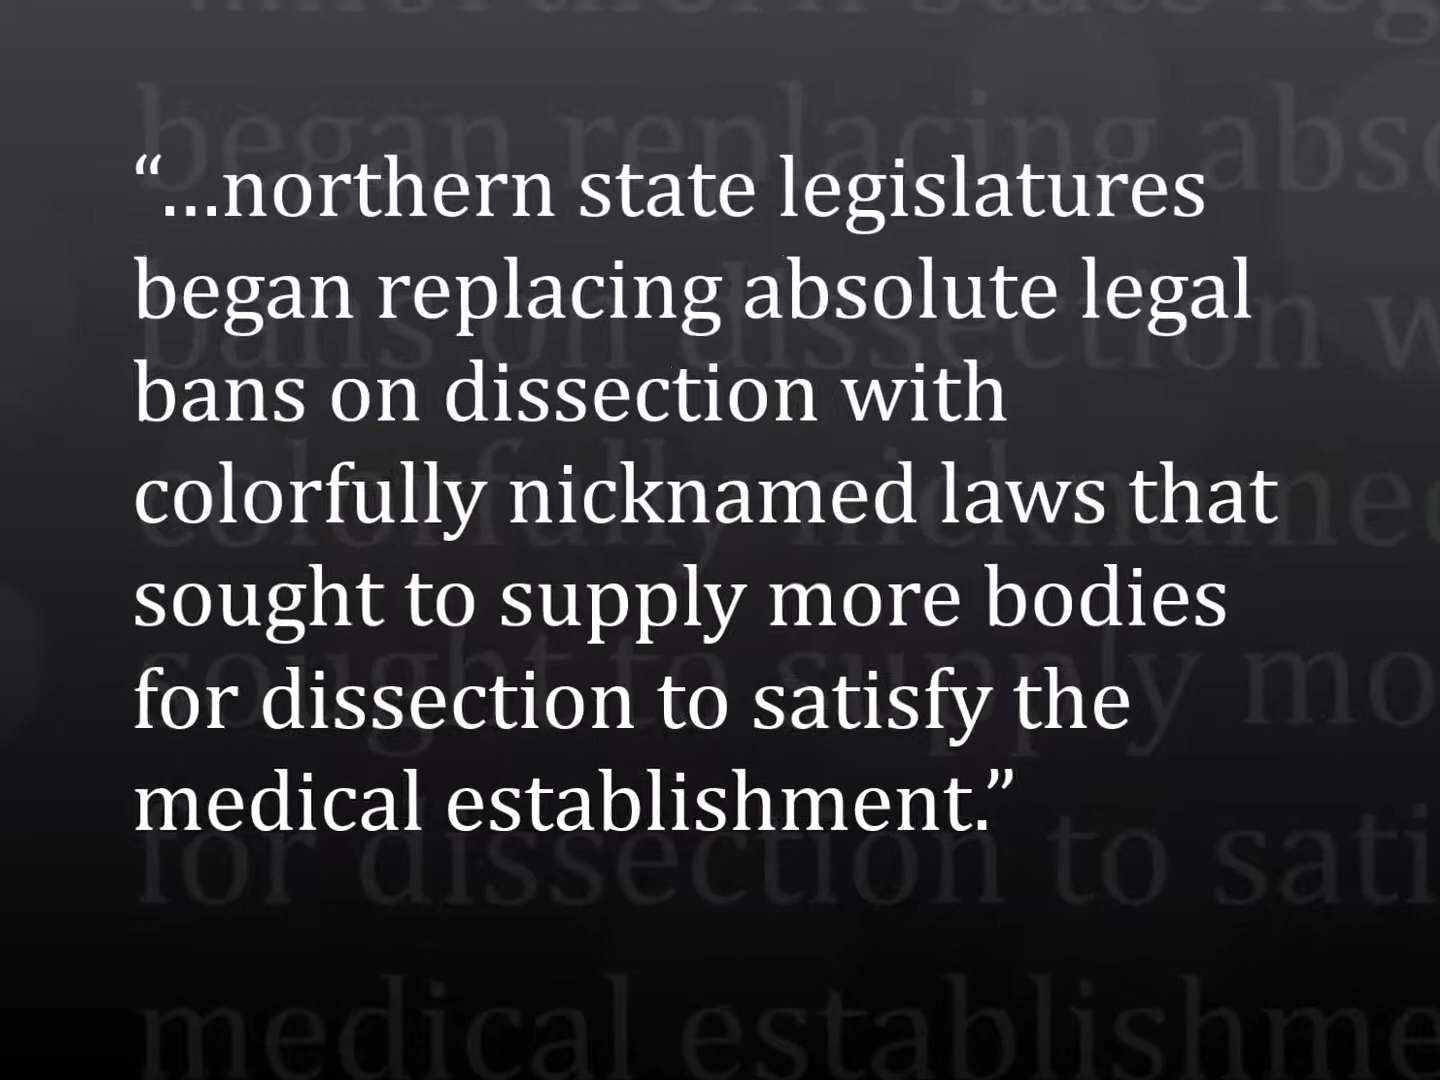 “…northern state legislatures
began replacing absolute legal
bans on dissection with
colorfully nicknamed laws that
sought to supply more bodies
for dissection to satisfy the
medical establishment.”